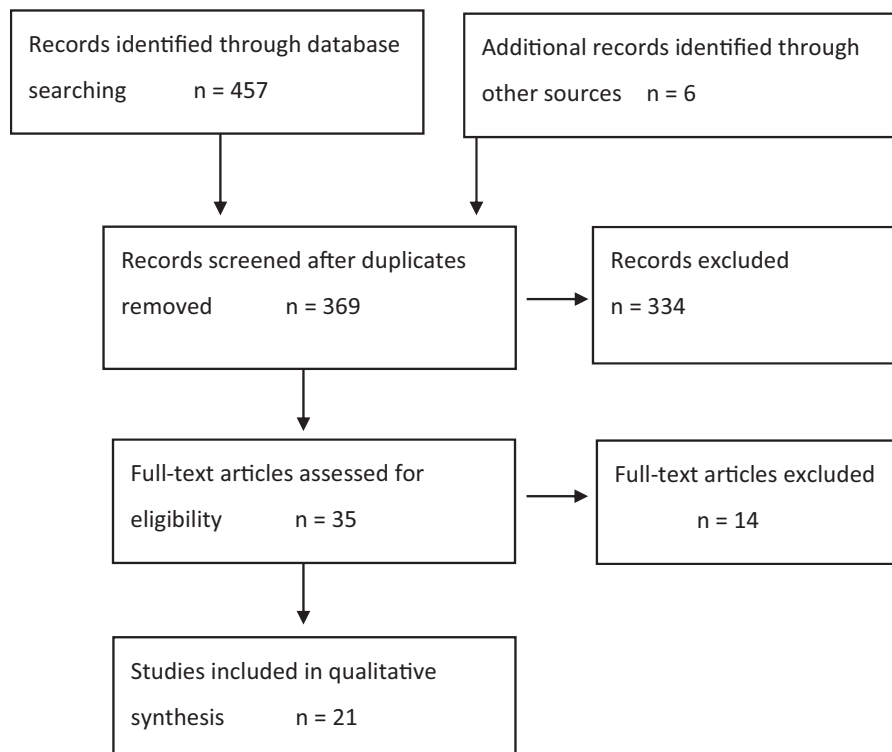 Records identified through database
searching n = 457
Additional records identified through
other sources n = 6
Records screened after duplicates
removed n = 369
Records excluded
n = 334
Full-text articles assessed for
eligibility n = 35
Full-text articles excluded
n = 14
Studies included in qualitative
synthesis n = 21